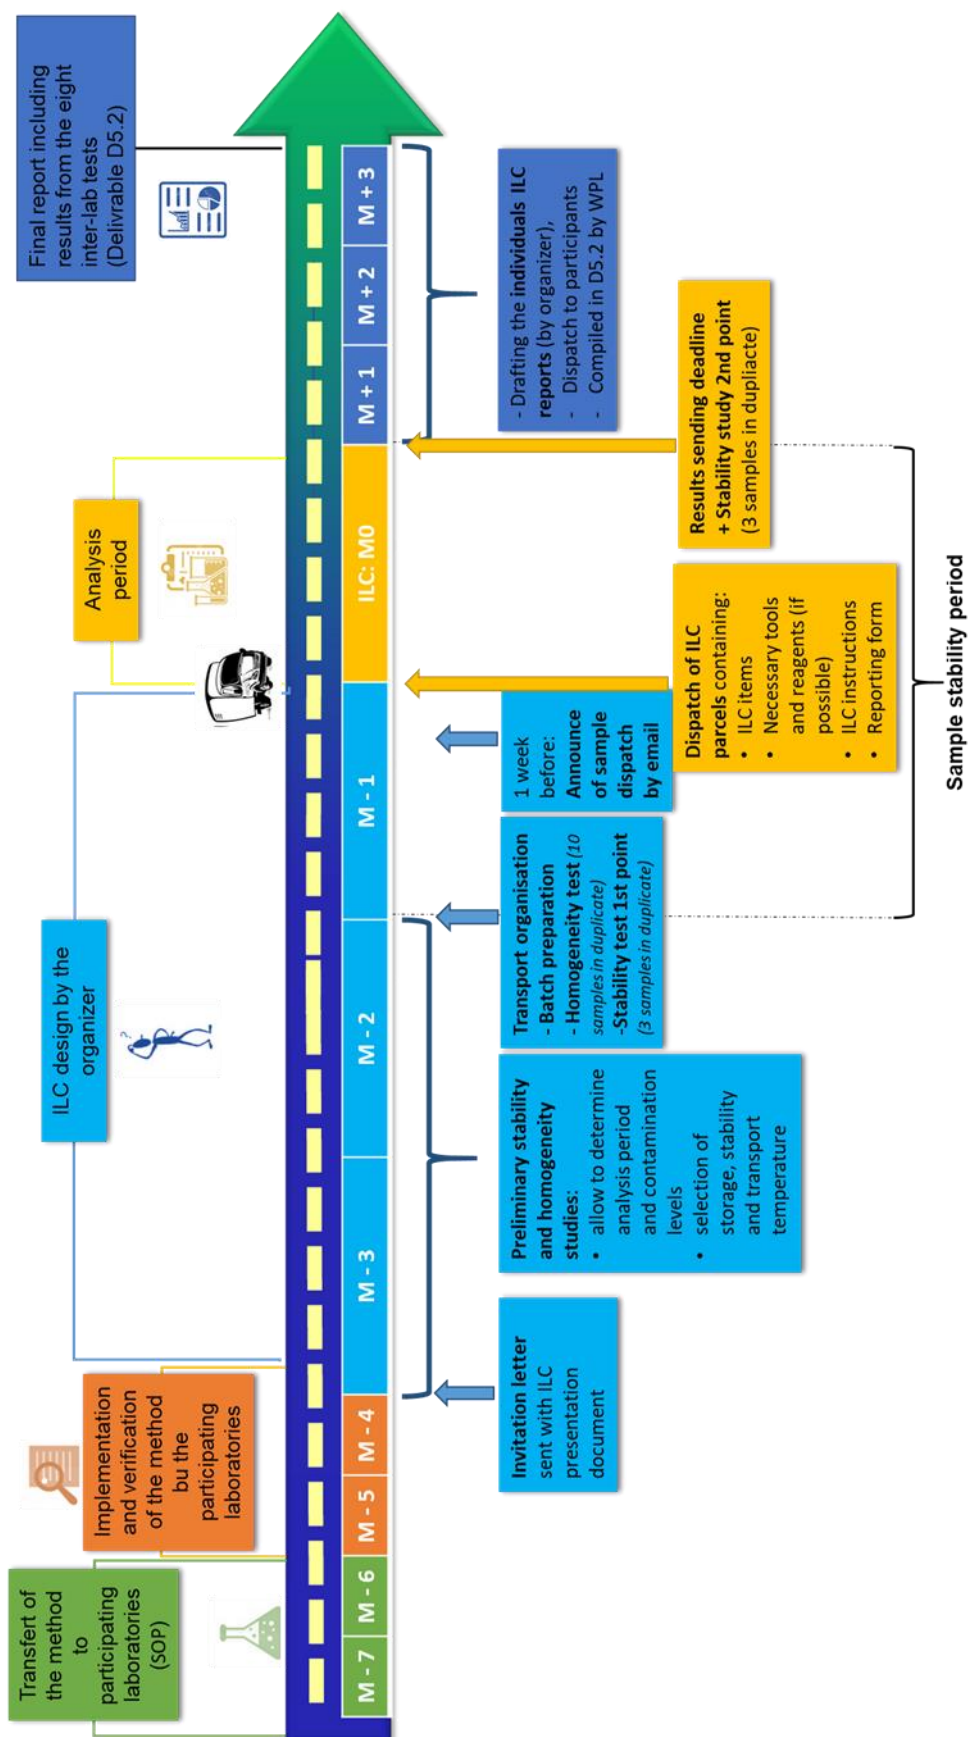 Transfert of
the method
to
participating
laboratories
(SOP)
Implementation
and verification
of the method
bu the
participating
laboratories
ILC design by the
organizer
Analysis
period
Final report including
results from the eight
inter-lab tests
(Delivrable D5.2)
M - 7
M - 6
M - 5
M - 4
M - 3
M - 2
M - 1
ILC: M0
M + 1
M + 2
M + 3
Invitation letter
sent with ILC
presentation
document
Preliminary stability
and homogeneity
studies:
• allow to determine
analysis period
and contamination
levels
• selection of
storage, stability
and transport
temperature
Transport organisation
- Batch preparation
- Homogeneity test (10
samples in duplicate)
-Stability test 1st point
(3 samples in duplicate)
1 week
before:
Announce
of sample
dispatch
by email
Dispatch of ILC
parcels containing:
• ILC items
• Necessary tools
and reagents (if
possible)
• ILC instructions
• Reporting form
Results sending deadline
+ Stability study 2nd point
(3 samples in dupliacte)
- Drafting the individuals ILC
reports (by organizer),
- Dispatch to participants
- Compiled in D5.2 by WPL
Sample stability period